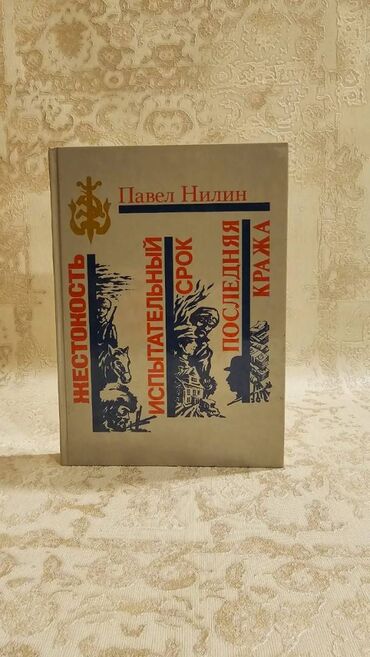 Павел Нилин
ЖЕСТОКОСТЬ
ИСПЫТАТЕЛЬНЫЙ
СРОК
ПОСЛЕДНЯЯ
КРАЖА